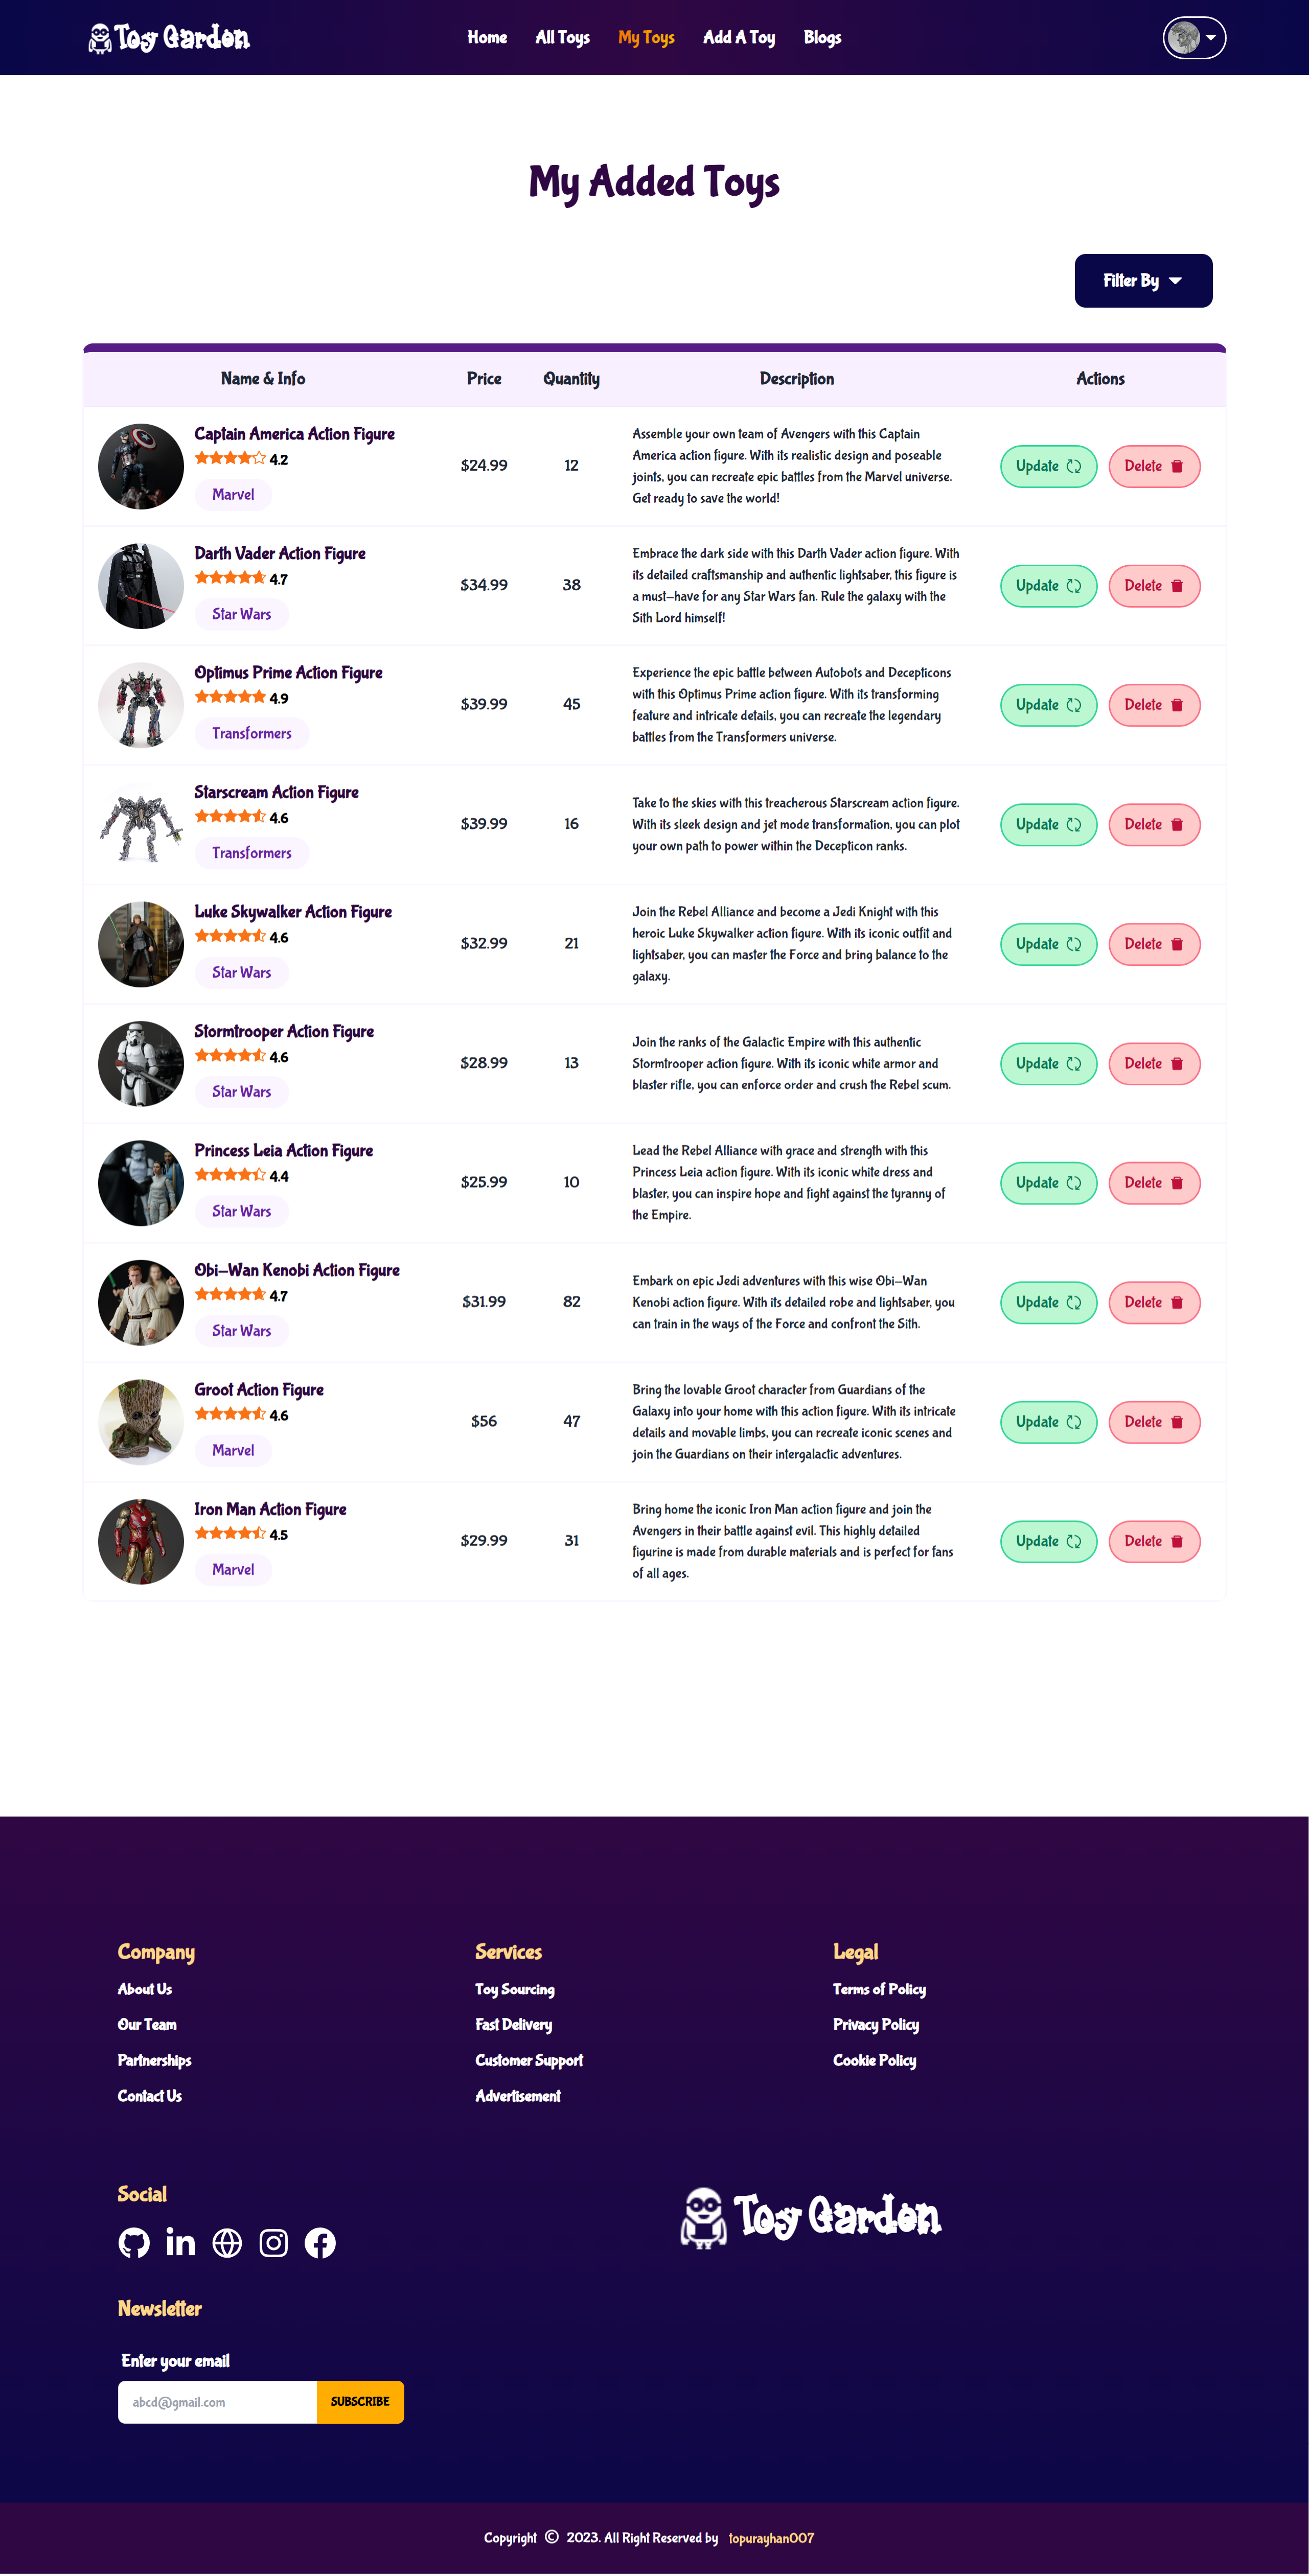 Toy Garden
Home
All Toys
My Toys
Add A Toy
Blogs
My Added Toys
Filter By
Name & Info
Price
Quantity
Description
Actions
Captain America Action Figure
4.2
Marvel
$24.99
12
Assemble your own team of Avengers with this Captain
America action figure. With its realistic design and poseable
joints, you can recreate epic battles from the Marvel universe.
Get ready to save the world!
Update
Delete
Darth Vader Action Figure
4.7
Star Wars
$34.99
38
Embrace the dark side with this Darth Vader action figure. With
its detailed craftsmanship and authentic lightsaber, this figure is
a must-have for any Star Wars fan. Rule the galaxy with the
Sith Lord himself!
Update
Delete
Optimus Prime Action Figure
4.9
Transformers
$39.99
45
Experience the epic battle between Autobots and Decepticons
with this Optimus Prime action figure. With its transforming
feature and intricate details, you can recreate the legendary
battles from the Transformers universe.
Update
Delete
Starscream Action Figure
4.6
Transformers
$39.99
16
Take to the skies with this treacherous Starscream action figure.
With its sleek design and jet mode transformation, you can plot
your own path to power within the Decepticon ranks.
Update
Delete
Luke Skywalker Action Figure
4.6
Star Wars
$32.99
21
Join the Rebel Alliance and become a Jedi Knight with this
heroic Luke Skywalker action figure. With its iconic outfit and
lightsaber, you can master the Force and bring balance to the
galaxy.
Update
Delete
Stormtrooper Action Figure
4.6
Star Wars
$28.99
13
Join the ranks of the Galactic Empire with this authentic
Stormtrooper action figure. With its iconic white armor and
blaster rifle, you can enforce order and crush the Rebel scum.
Update
Delete
Princess Leia Action Figure
4.4
Star Wars
$25.99
10
Lead the Rebel Alliance with grace and strength with this
Princess Leia action figure. With its iconic white dress and
blaster, you can inspire hope and fight against the tyranny of
the Empire.
Update
Delete
Obi-Wan Kenobi Action Figure
4.7
Star Wars
$31.99
82
Embark on epic Jedi adventures with this wise Obi-Wan
Kenobi action figure. With its detailed robe and lightsaber, you
can train in the ways of the Force and confront the Sith.
Update
Delete
Groot Action Figure
4.6
Marvel
$56
47
Bring the lovable Groot character from Guardians of the
Galaxy into your home with this action figure. With its intricate
details and movable limbs, you can recreate iconic scenes and
join the Guardians on their intergalactic adventures.
Update
Delete
Iron Man Action Figure
4.5
Marvel
$29.99
31
Bring home the iconic Iron Man action figure and join the
Avengers in their battle against evil. This highly detailed
figurine is made from durable materials and is perfect for fans
of all ages.
Update
Delete
Company
About Us
Our Team
Partnerships
Contact Us
Services
Toy Sourcing
Fast Delivery
Customer Support
Advertisement
Legal
Terms of Policy
Privacy Policy
Cookie Policy
Social
Toy Garden
Newsletter
Enter your email
abcd@gmail.com
SUBSCRIBE
Copyright © 2023. All Right Reserved by topurayhan007